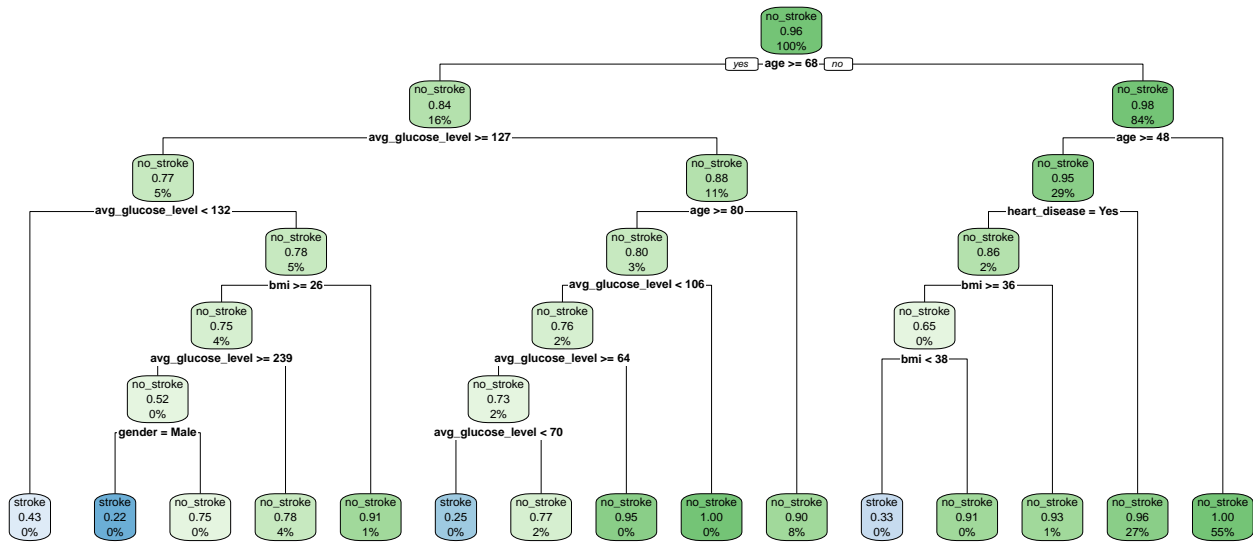 no_stroke
0.96
100%
yes age >= 68 no
no_stroke
0.84
16%
no_stroke
0.98
84%
avg_glucose_level >= 127
age >= 48
no_stroke
0.77
5%
no_stroke
0.88
11%
no_stroke
0.95
29%
avg_glucose_level < 132
age >= 80
heart_disease = Yes
no_stroke
0.78
5%
no_stroke
0.80
3%
no_stroke
0.86
2%
bmi >= 26
avg_glucose_level < 106
bmi >= 36
no_stroke
0.75
4%
no_stroke
0.76
2%
no_stroke
0.65
0%
avg_glucose_level >= 239
avg_glucose_level >= 64
bmi < 38
no_stroke
0.52
0%
no_stroke
0.73
2%
gender = Male
avg_glucose_level < 70
stroke
0.43
0%
stroke
0.22
0%
no_stroke
0.75
0%
no_stroke
0.78
4%
no_stroke
0.91
1%
stroke
0.25
0%
no_stroke
0.77
2%
no_stroke
0.95
0%
no_stroke
1.00
0%
no_stroke
0.90
8%
stroke
0.33
0%
no_stroke
0.91
0%
no_stroke
0.93
1%
no_stroke
0.96
27%
no_stroke
1.00
55%